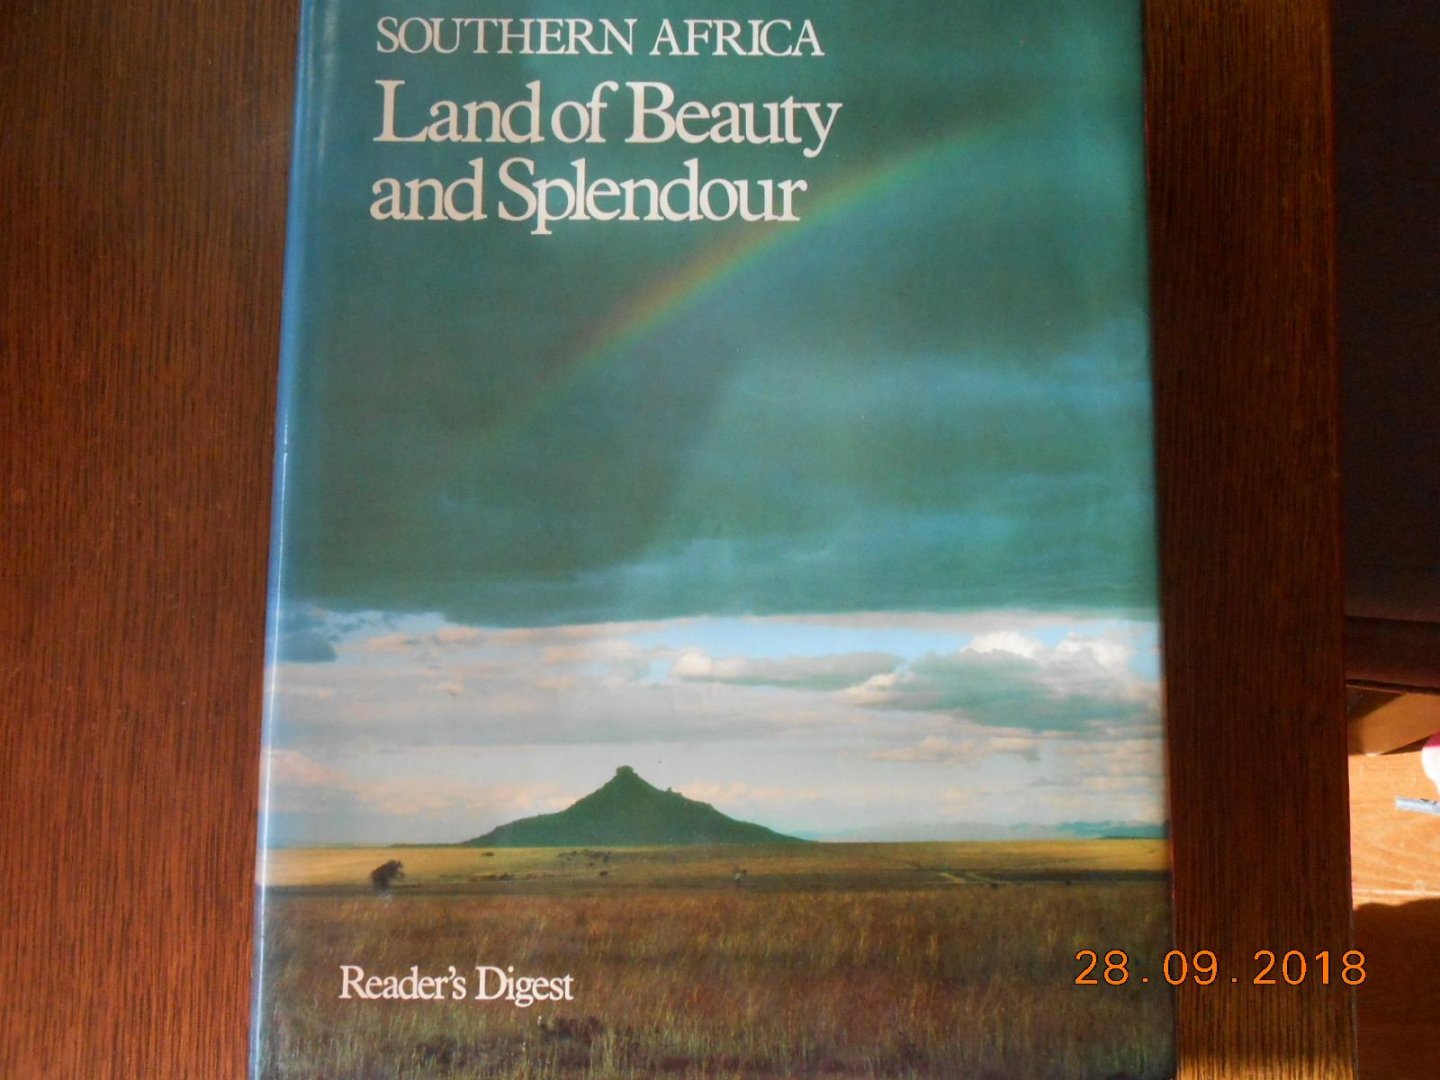 SOUTHERN AFRICA
Land of Beauty
and Splendour
Reader's Digest
28.09.2018